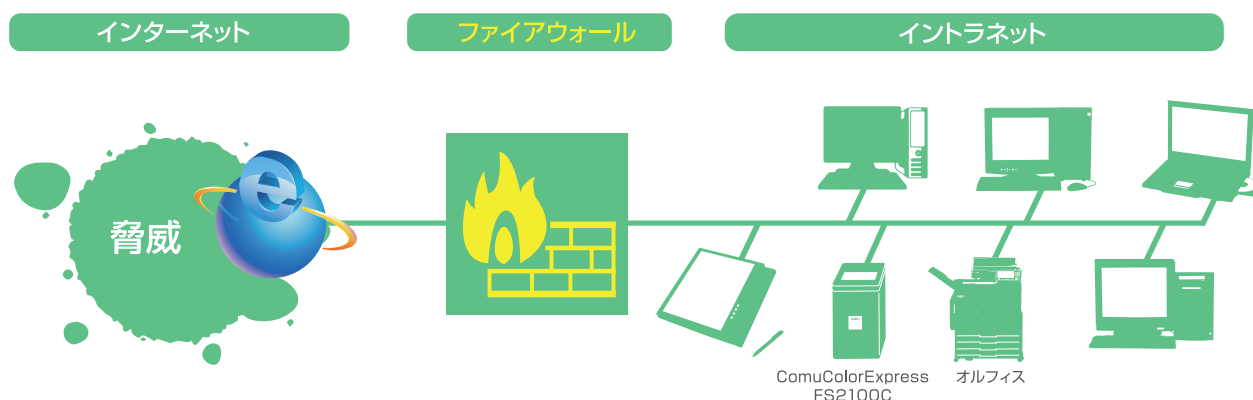 インターネット
ファイアウォール
イントラネット
脅威
ComuColorExpress
FS2100C
オルフィス